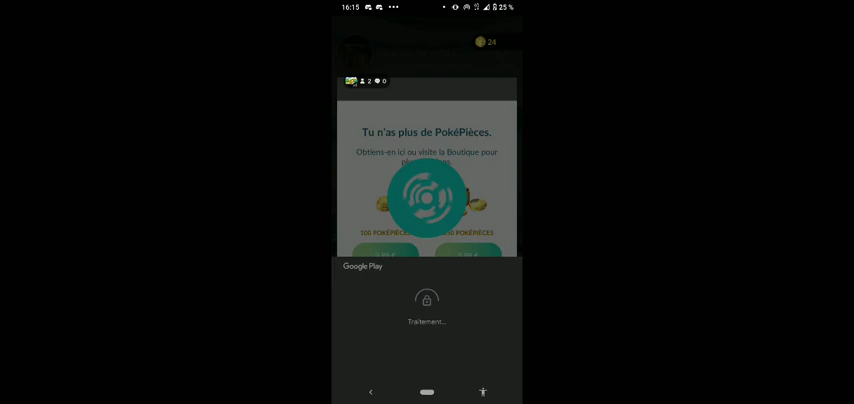 16:15
25 %
24
2 0
Tu n'as plus de PokéPièces.
Obtiens-en ici ou visite la Boutique pour
100 POKÉPIÈCES PIÈCES
Google Play
Traitement...